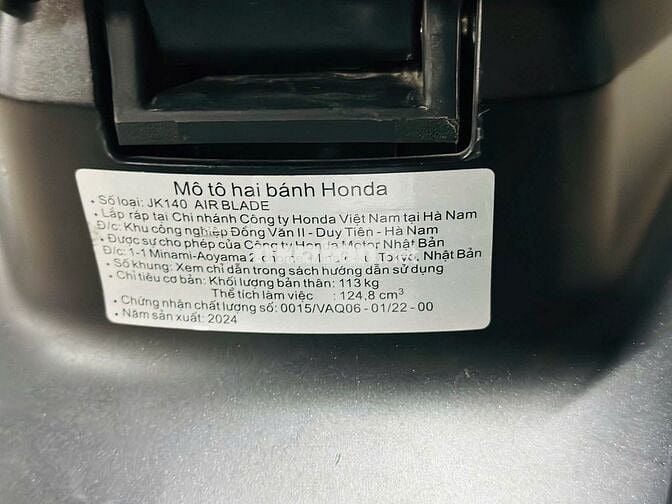 Mô tô hai bánh Honda
• Số loại: JK140 AIR BLADE
• Lắp ráp tại Chi nhánh Công ty Honda Việt Nam tại Hà Nam
Đ/c: Khu công nghiệp Đồng Văn II - Duy Tiên - Hà Nam
• Được sự cho phép của Công ty Honda Motor Nhật Bản
Đ/c: 1-1 Minami-Aoyama 2 Tokyo, Nhật Bản
• Số khung: Xem chỉ dẫn trong sách hướng dẫn sử dụng
• Chỉ tiêu cơ bản: Khối lượng bản thân: 113 kg
Thể tích làm việc : 124,8 cm³
• Chứng nhân chất lượng số: 0015/VAQ06 - 01/22 - 00
• Năm sản xuất: 2024